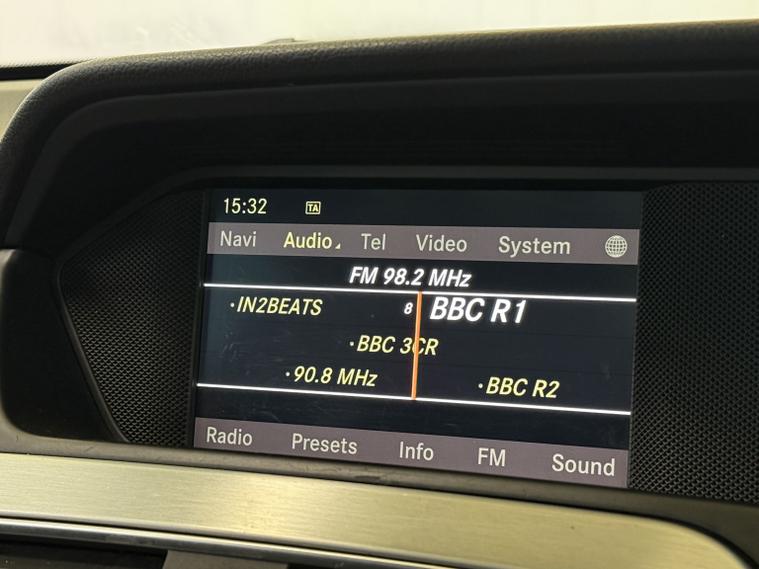 15:32 TA
Navi Audio Tel Video System
FM 98.2 MHz
·IN2BEATS 8 BBC R1
·BBC 3CR
·90.8 MHz ·BBC R2
Radio Presets Info FM Sound